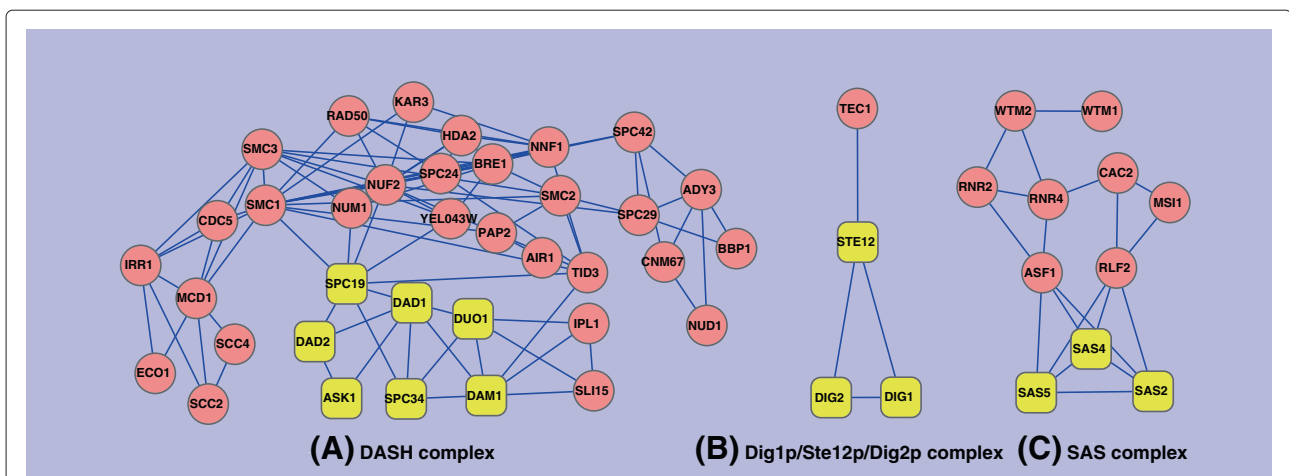 KAR3
RAD50
HDA2
SMC3
NNF1
BRE1
SPC24
NUF2
SMC2
SMC1
NUM1
YEL043W
CDC5
PAP2
AIR1
IRR1
TID3
MCD1
SPC19
DAD1
DUO1
IPL1
SCC4
DAD2
ECO1
SCC2
ASK1
SPC34
DAM1
SLI15
(A) DASH complex
SPC42
ADY3
SPC29
BBP1
CNM67
NUD1
TEC1
STE12
DIG2
DIG1
(B) Dig1p/Ste12p/Dig2p complex
WTM2
WTM1
CAC2
RNR2
RNR4
MSI1
ASF1
RLF2
SAS4
SAS5
SAS2
(C) SAS complex